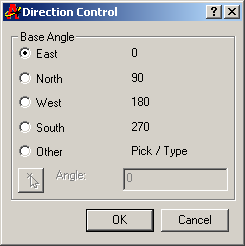 Direction Control
Base Angle
East 0
North 90
West 180
South 270
Other Pick / Type
Angle: 0
OK Cancel